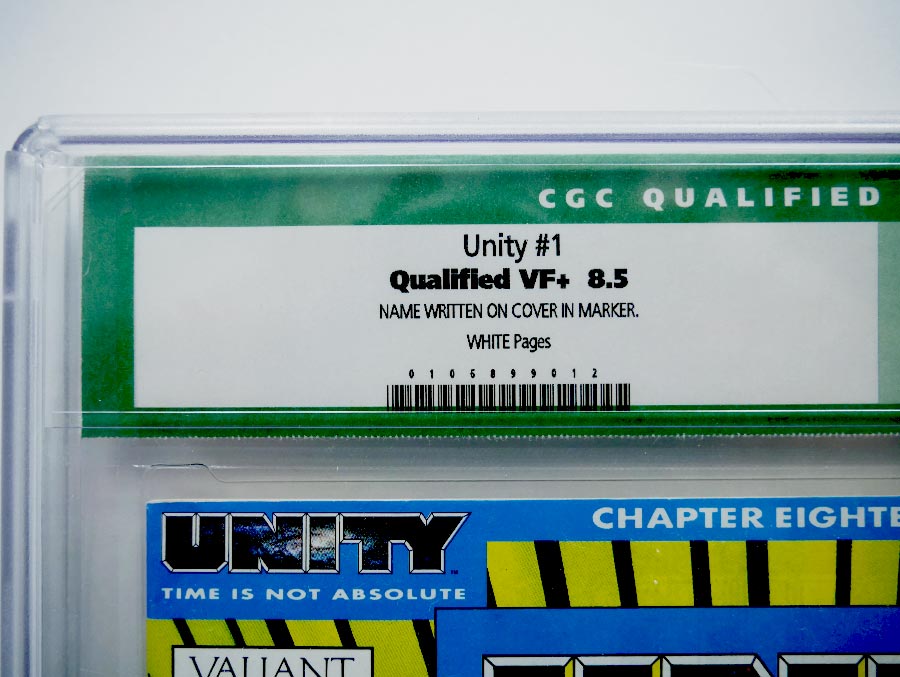 CGC QUALIFIED
Unity #1
Qualified VF+ 8.5
NAME WRITTEN ON COVER IN MARKER.
WHITE Pages
0106899012
UNITY™
CHAPTER EIGHTE
TIME IS NOT ABSOLUTE
VALIANT